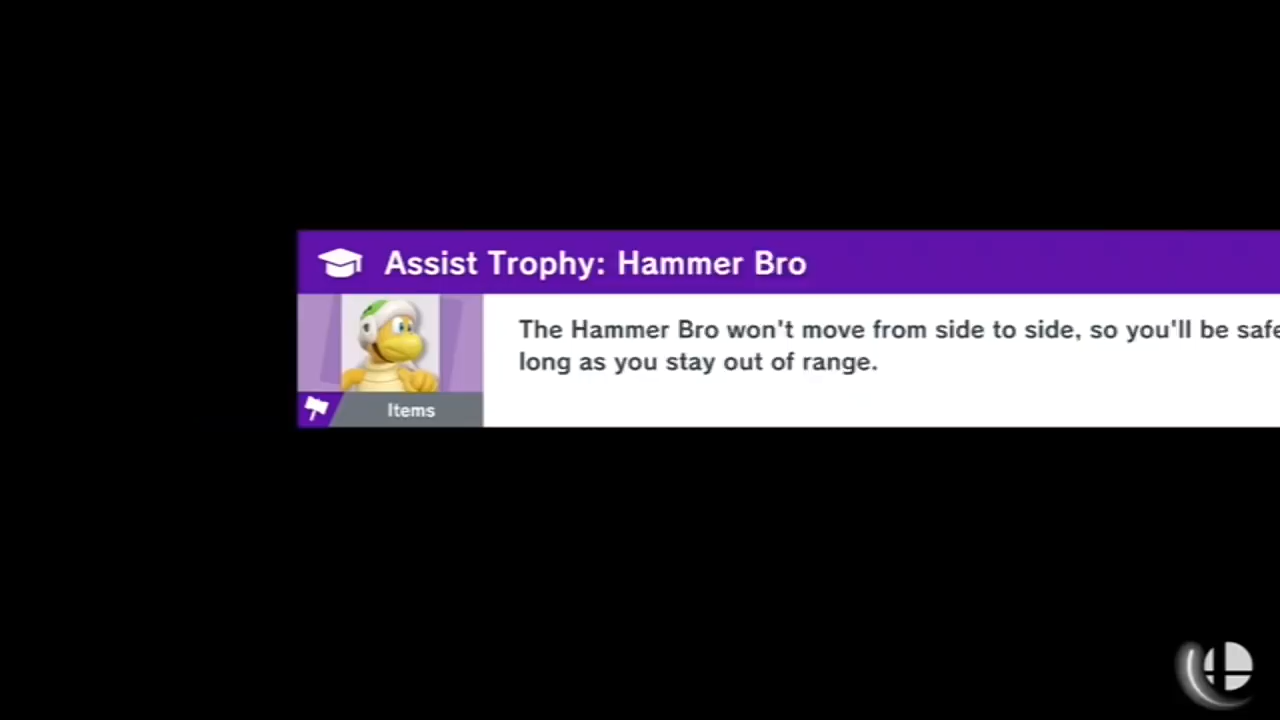 Assist Trophy: Hammer Bro
The Hammer Bro won't move from side to side, so you'll be safe
long as you stay out of range.
Items